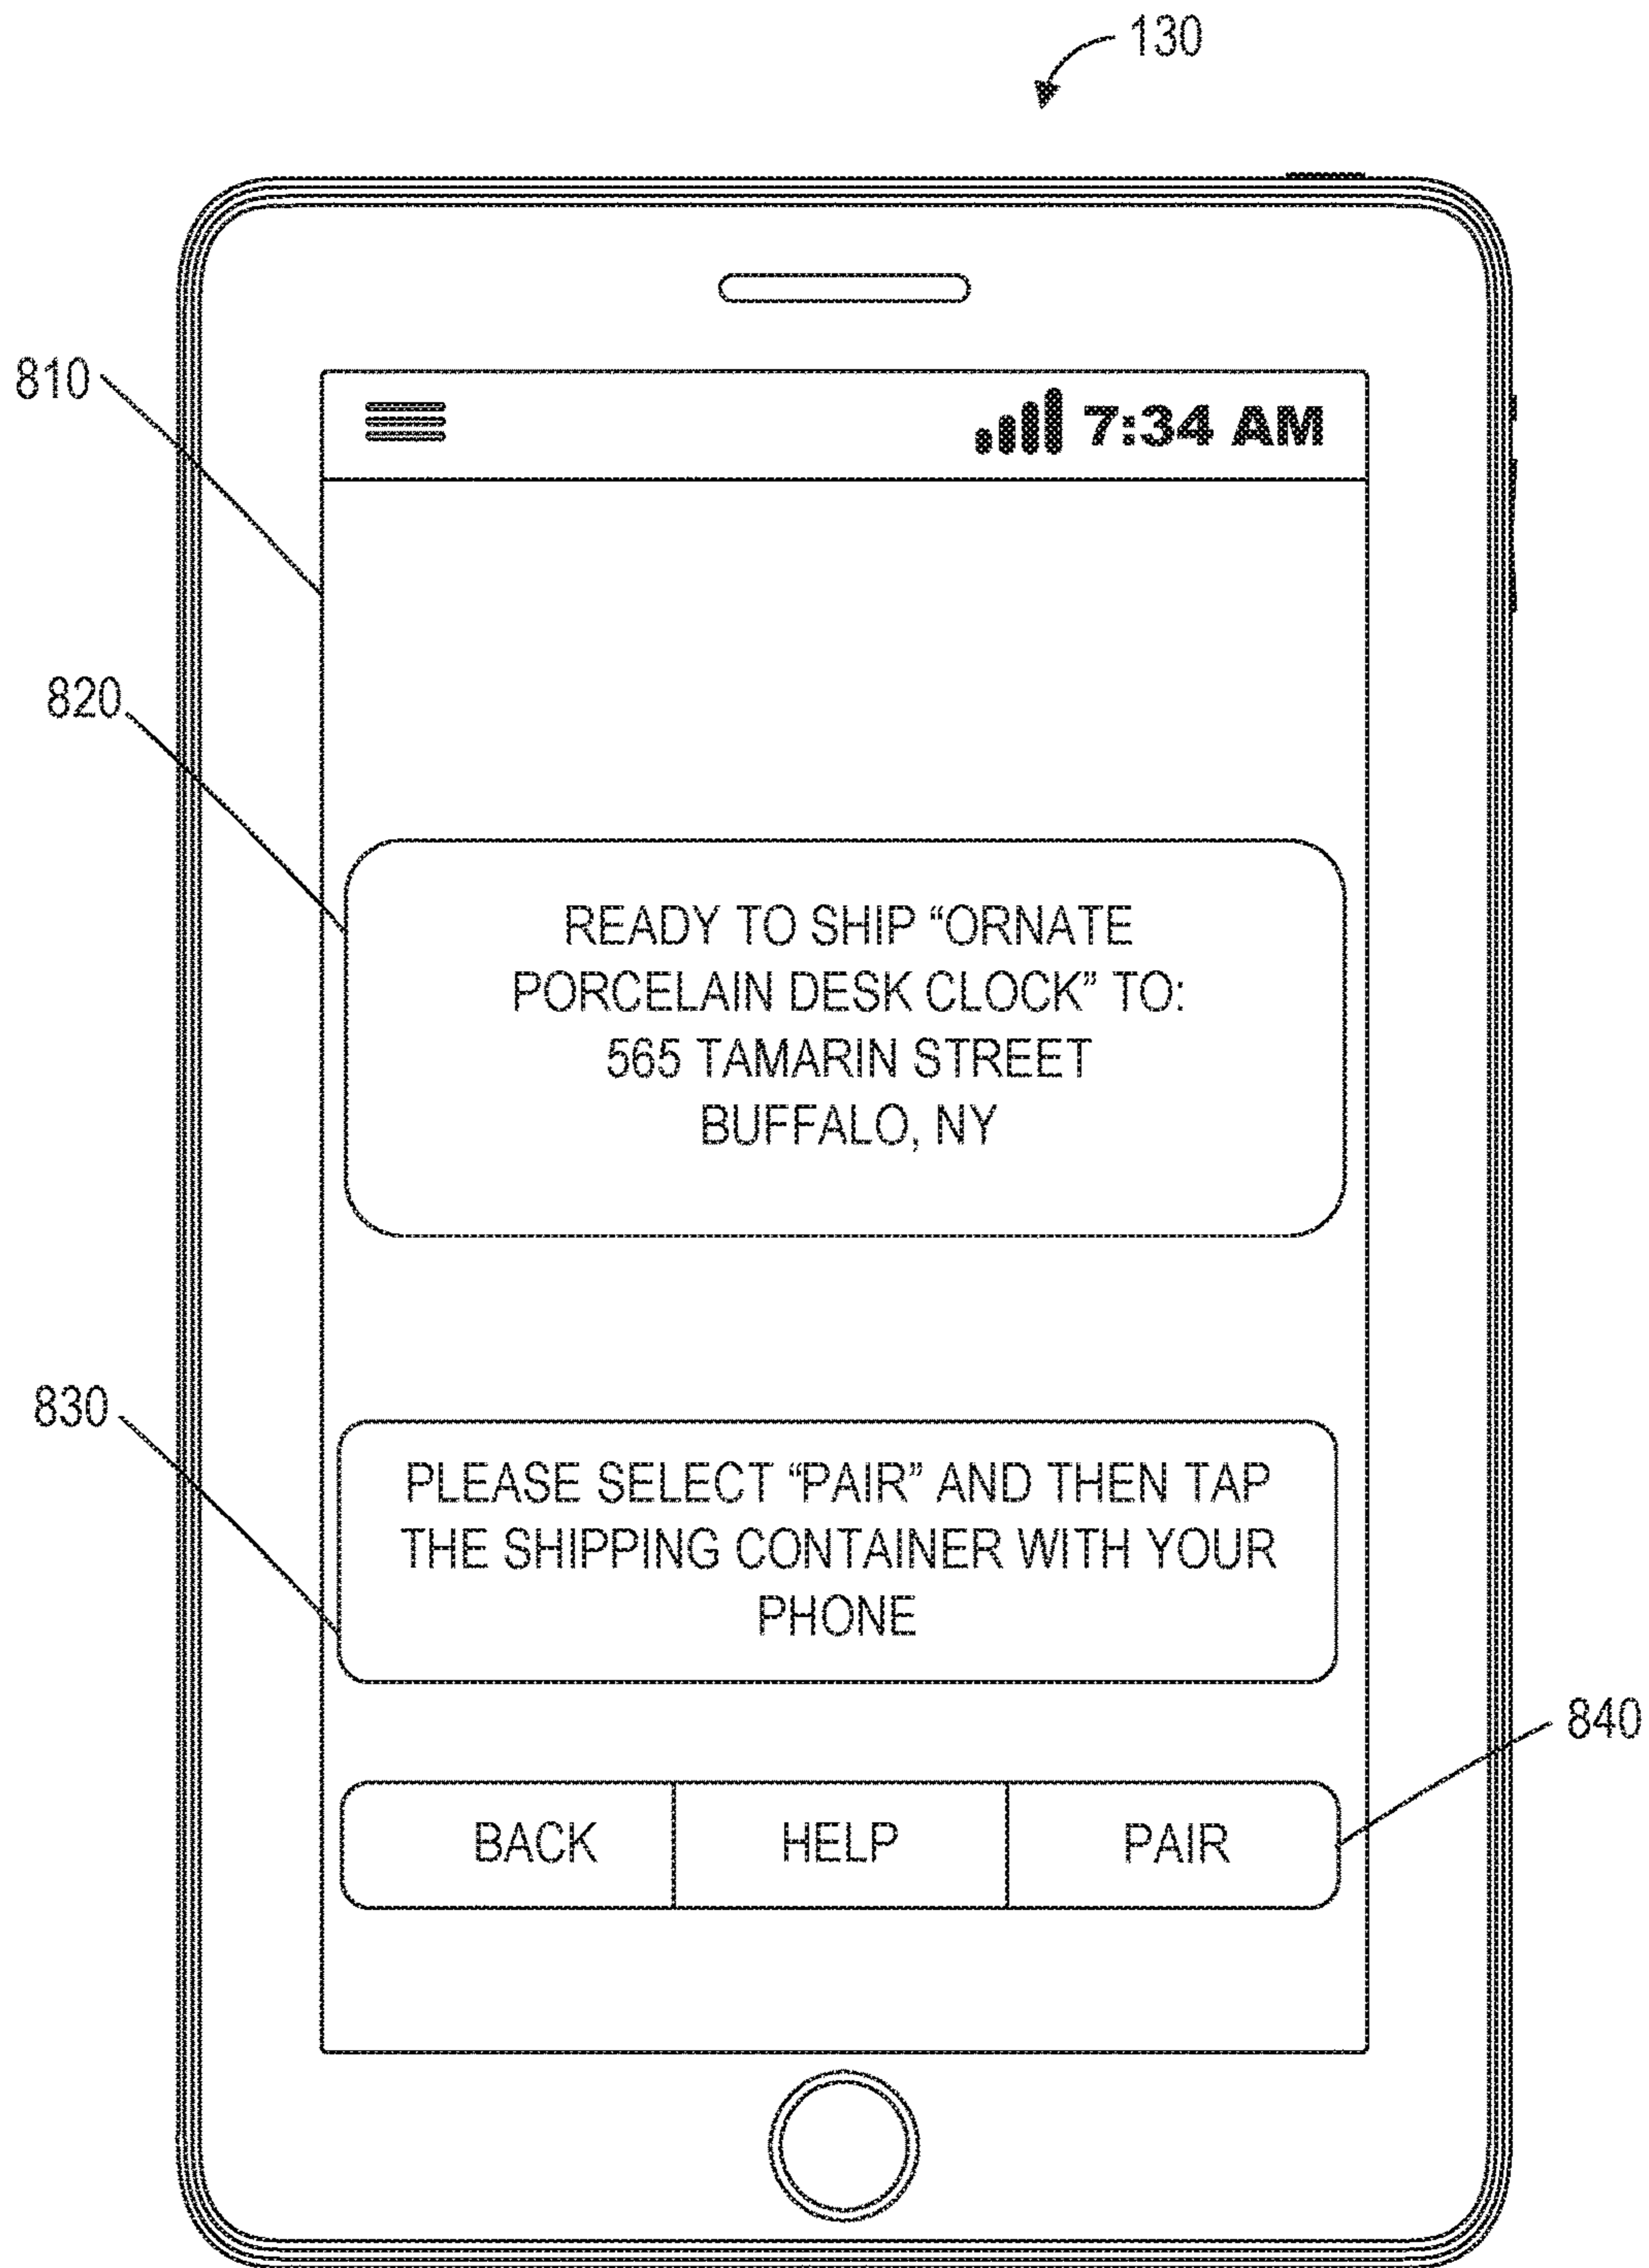 130
810
7:34 AM
820
READY TO SHIP “ORNATE
PORCELAIN DESK CLOCK” TO:
565 TAMARIN STREET
BUFFALO, NY
830
PLEASE SELECT “PAIR” AND THEN TAP
THE SHIPPING CONTAINER WITH YOUR
PHONE
840
BACK HELP PAIR